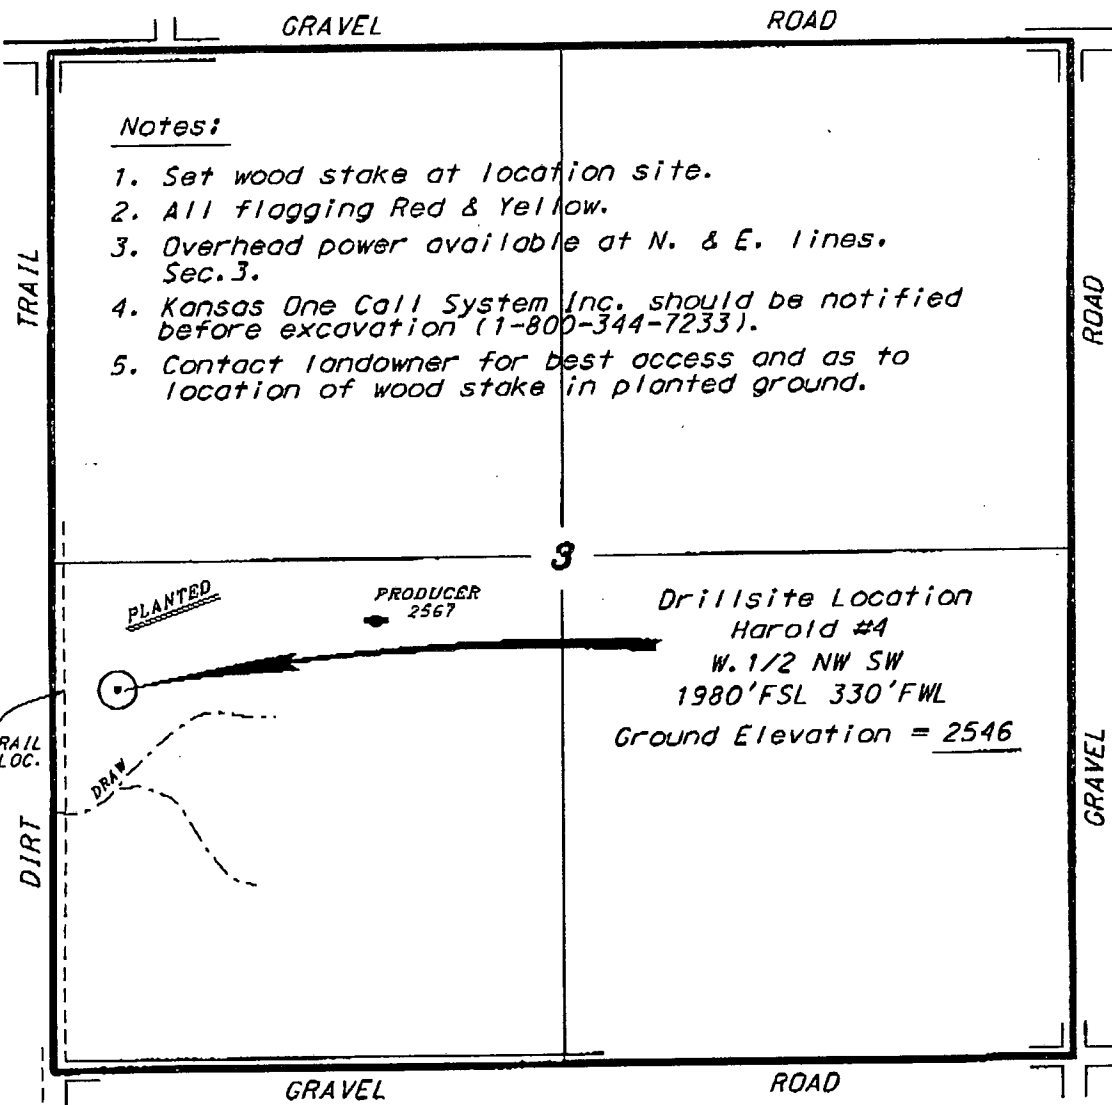 GRAVEL ROAD
Notes:
1. Set wood stake at location site.
2. All flagging Red & Yellow.
3. Overhead power available at N. & E. lines.
Sec.3.
4. Kansas One Call System Inc. should be notified
before excavation (1-800-344-7233).
5. Contact landowner for best access and as to
location of wood stake in planted ground.
TRAIL
ROAD
3
PLANTED
PRODUCER
2567
Drillsite Location
Harold #4
W. 1/2 NW SW
1980'FSL 330'FWL
Ground Elevation = 2546
LOC.
DRAW
DIRT
GRAVEL
GRAVEL ROAD